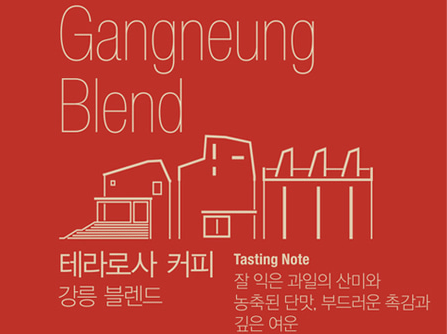 Gangneung
Blend
테라로사 커피
강릉 블렌드
Tasting Note
잘 익은 과일의 산미와
농축된 단맛, 부드러운 촉감과
깊은 여운